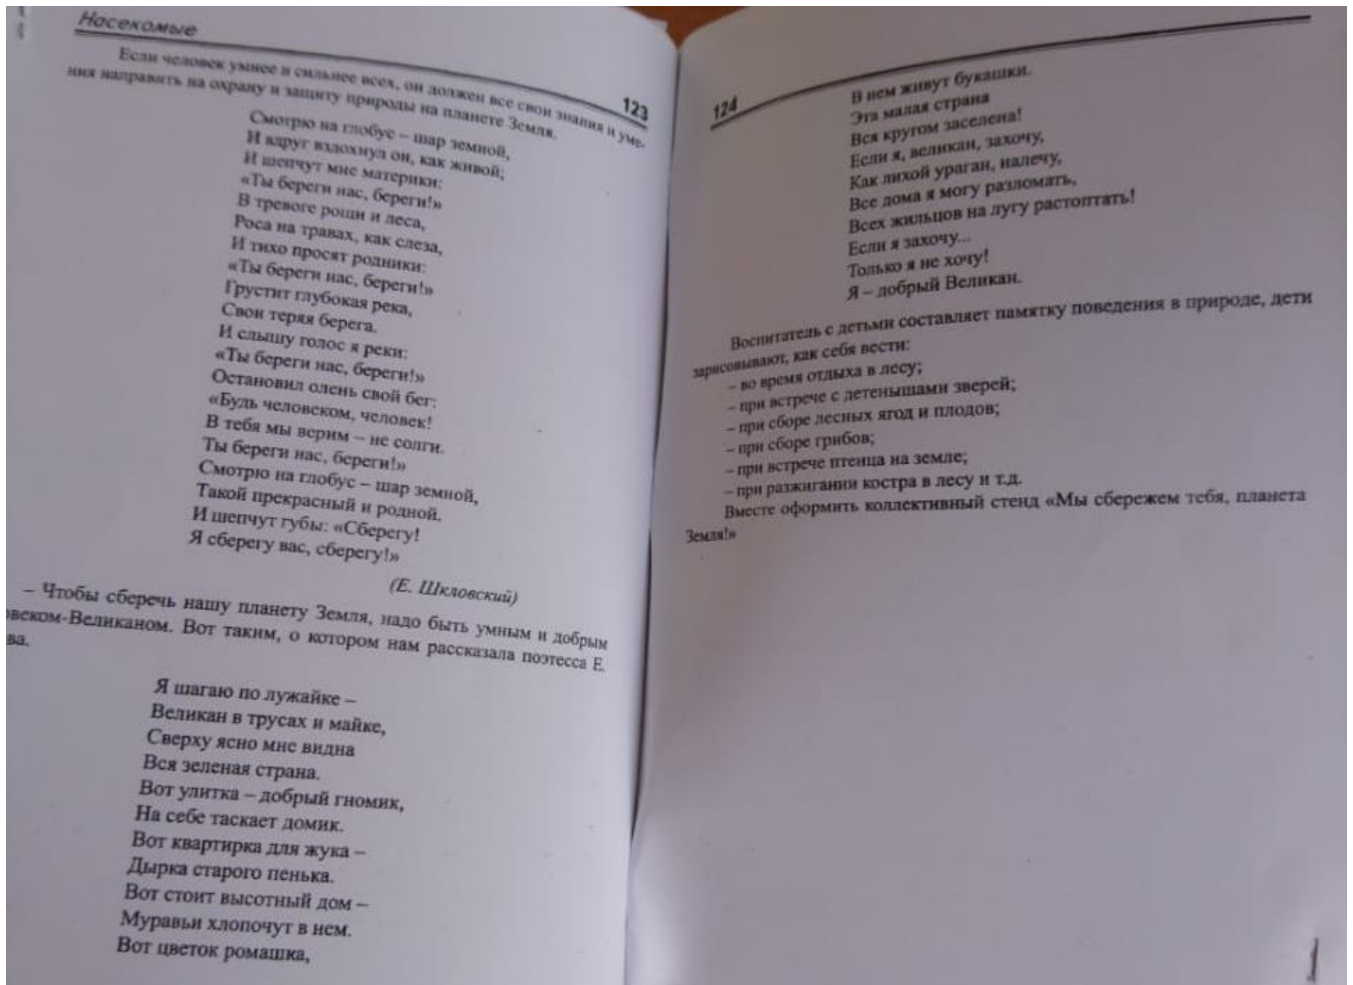 Насекомые
123
Если человек умнее и сильнее всех, он должен все свои знания и уме-
ния направить на охрану и защиту природы на планете Земля.
Смотрю на глобус – шар земной,
И вдруг вздохнул он, как живой;
И шепчут мне материки:
«Ты береги нас, береги!»
В тревоге рощи и леса,
Роса на травах, как слеза,
И тихо просят родники:
«Ты береги нас, береги!»
Грустит глубокая река,
Свои теряя берега.
И слышу голос я реки:
«Ты береги нас, береги!»
Остановил олень свой бег:
«Будь человеком, человек!
В тебя мы верим – не солги.
Ты береги нас, береги!»
Смотрю на глобус – шар земной,
Такой прекрасный и родной.
И шепчут губы: «Сберегу!
Я сберегу вас, сберегу!»
(Е. Шкловский)
– Чтобы сберечь нашу планету Земля, надо быть умным и добрым
овеком-Великаном. Вот таким, о котором нам рассказала поэтесса Е.
ва.
Я шагаю по лужайке –
Великан в трусах и майке,
Сверху ясно мне видна
Вся зеленая страна.
Вот улитка – добрый гномик,
На себе таскает домик.
Вот квартирка для жука –
Дырка старого пенька.
Вот стоит высотный дом –
Муравьи хлопочут в нем.
Вот цветок ромашка,
124
В нем живут букашки.
Эта малая страна
Вся кругом заселена!
Если я, великан, захочу,
Как лихой ураган, налечу,
Все дома я могу разломать,
Всех жильцов на лугу растоптать!
Если я захочу...
Только я не хочу!
Я – добрый Великан.
Воспитатель с детьми составляет памятку поведения в природе, дети
зарисовывают, как себя вести:
– во время отдыха в лесу;
– при встрече с детенышами зверей;
– при сборе лесных ягод и плодов;
– при сборе грибов;
– при встрече птенца на земле;
– при разжигании костра в лесу и т.д.
Вместе оформить коллективный стенд «Мы сбережем тебя, планета
Земля!»